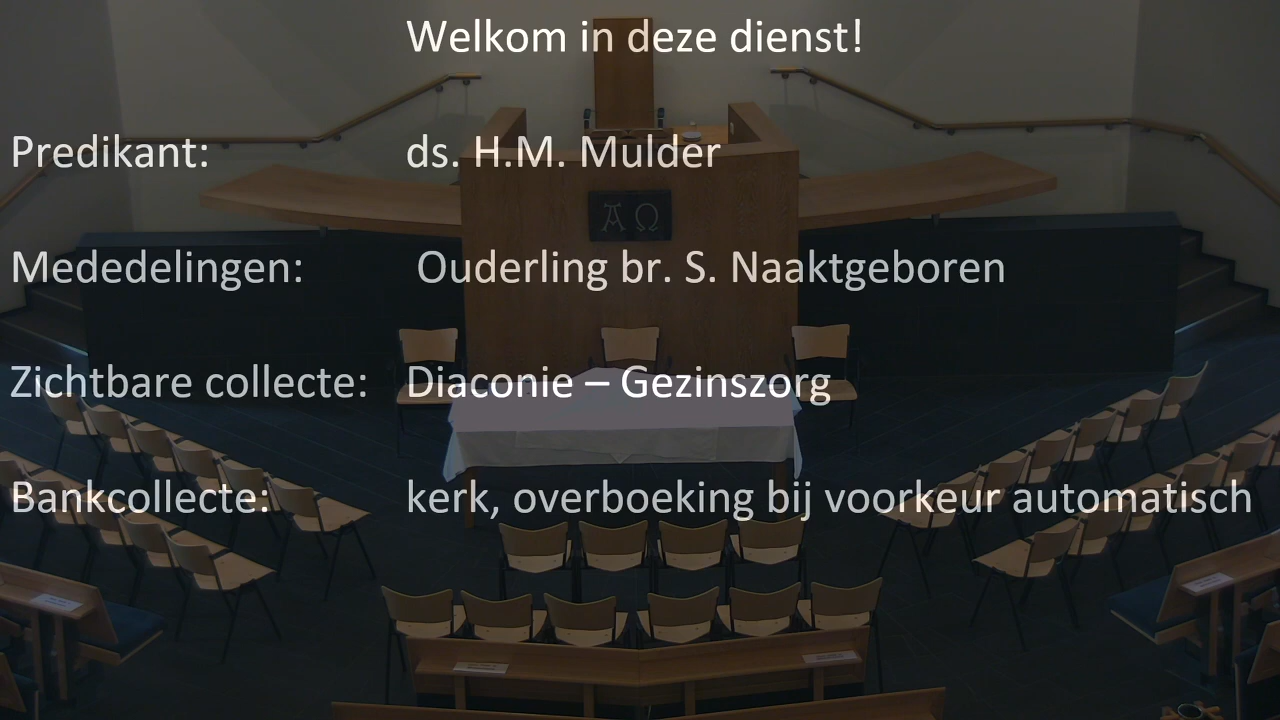 Welkom in deze dienst!
Predikant: ds. H.M. Mulder
Mededelingen: Ouderling br. S. Naaktgeboren
Zichtbare collecte: Diaconie – Gezinszorg
Bankcollecte: kerk, overboeking bij voorkeur automatisch
Α Ω